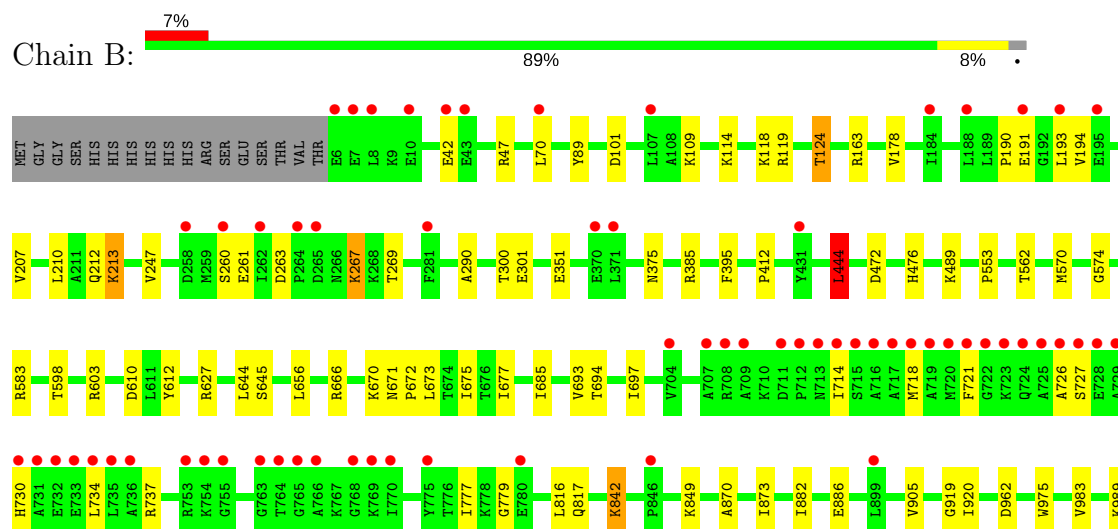 7%
Chain B:
89% 8% •
MET GLY GLY SER HIS HIS HIS HIS HIS HIS ARG SER GLU SER THR VAL THR E6 E7 L8 K9 E10 E42 E43 R47 L70 Y89 D101 L107 A108 K109 K114 K118 R119 T124 R163 V178 I184 L188 L189 P190 E191 G192 L193 V194 E195
V207 L210 A211 Q212 K213 V247 D258 M259 S260 E261 I262 D263 P264 D265 N266 K267 K268 T269 F281 A290 T300 E301 E351 E370 L371 N375 R385 F395 P412 Y431 L444 D472 H476 K489 P553 T562 M570 G574
R583 T598 R603 D610 L611 Y612 R627 L644 S645 L656 R666 K670 N671 P672 L673 T674 I675 T676 I677 I685 V693 T694 I697 V704 A707 R708 A709 K710 D711 P712 N713 I714 S715 A716 A717 M718 A719 M720 F721 G722 K723 Q724 A725 A726 S727 E728
H730 A731 E732 E733 L734 L735 A736 R737 R753 K754 G755 G763 T764 G765 A766 K767 G768 K769 I770 Y775 T776 I777 K778 G779 E780 L816 Q817 K842 P846 K849 A870 I873 I882 E886 L899 V905 G919 I920 D962 W975 V983